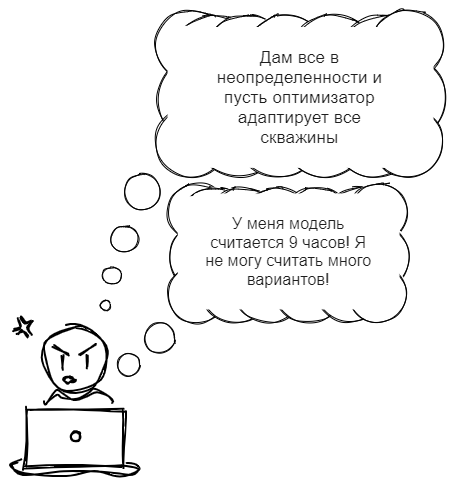 Дам все в
неопределенности и
пусть оптимизатор
адаптирует все
скважины
У меня модель
считается 9 часов! Я
не могу считать много
вариантов!